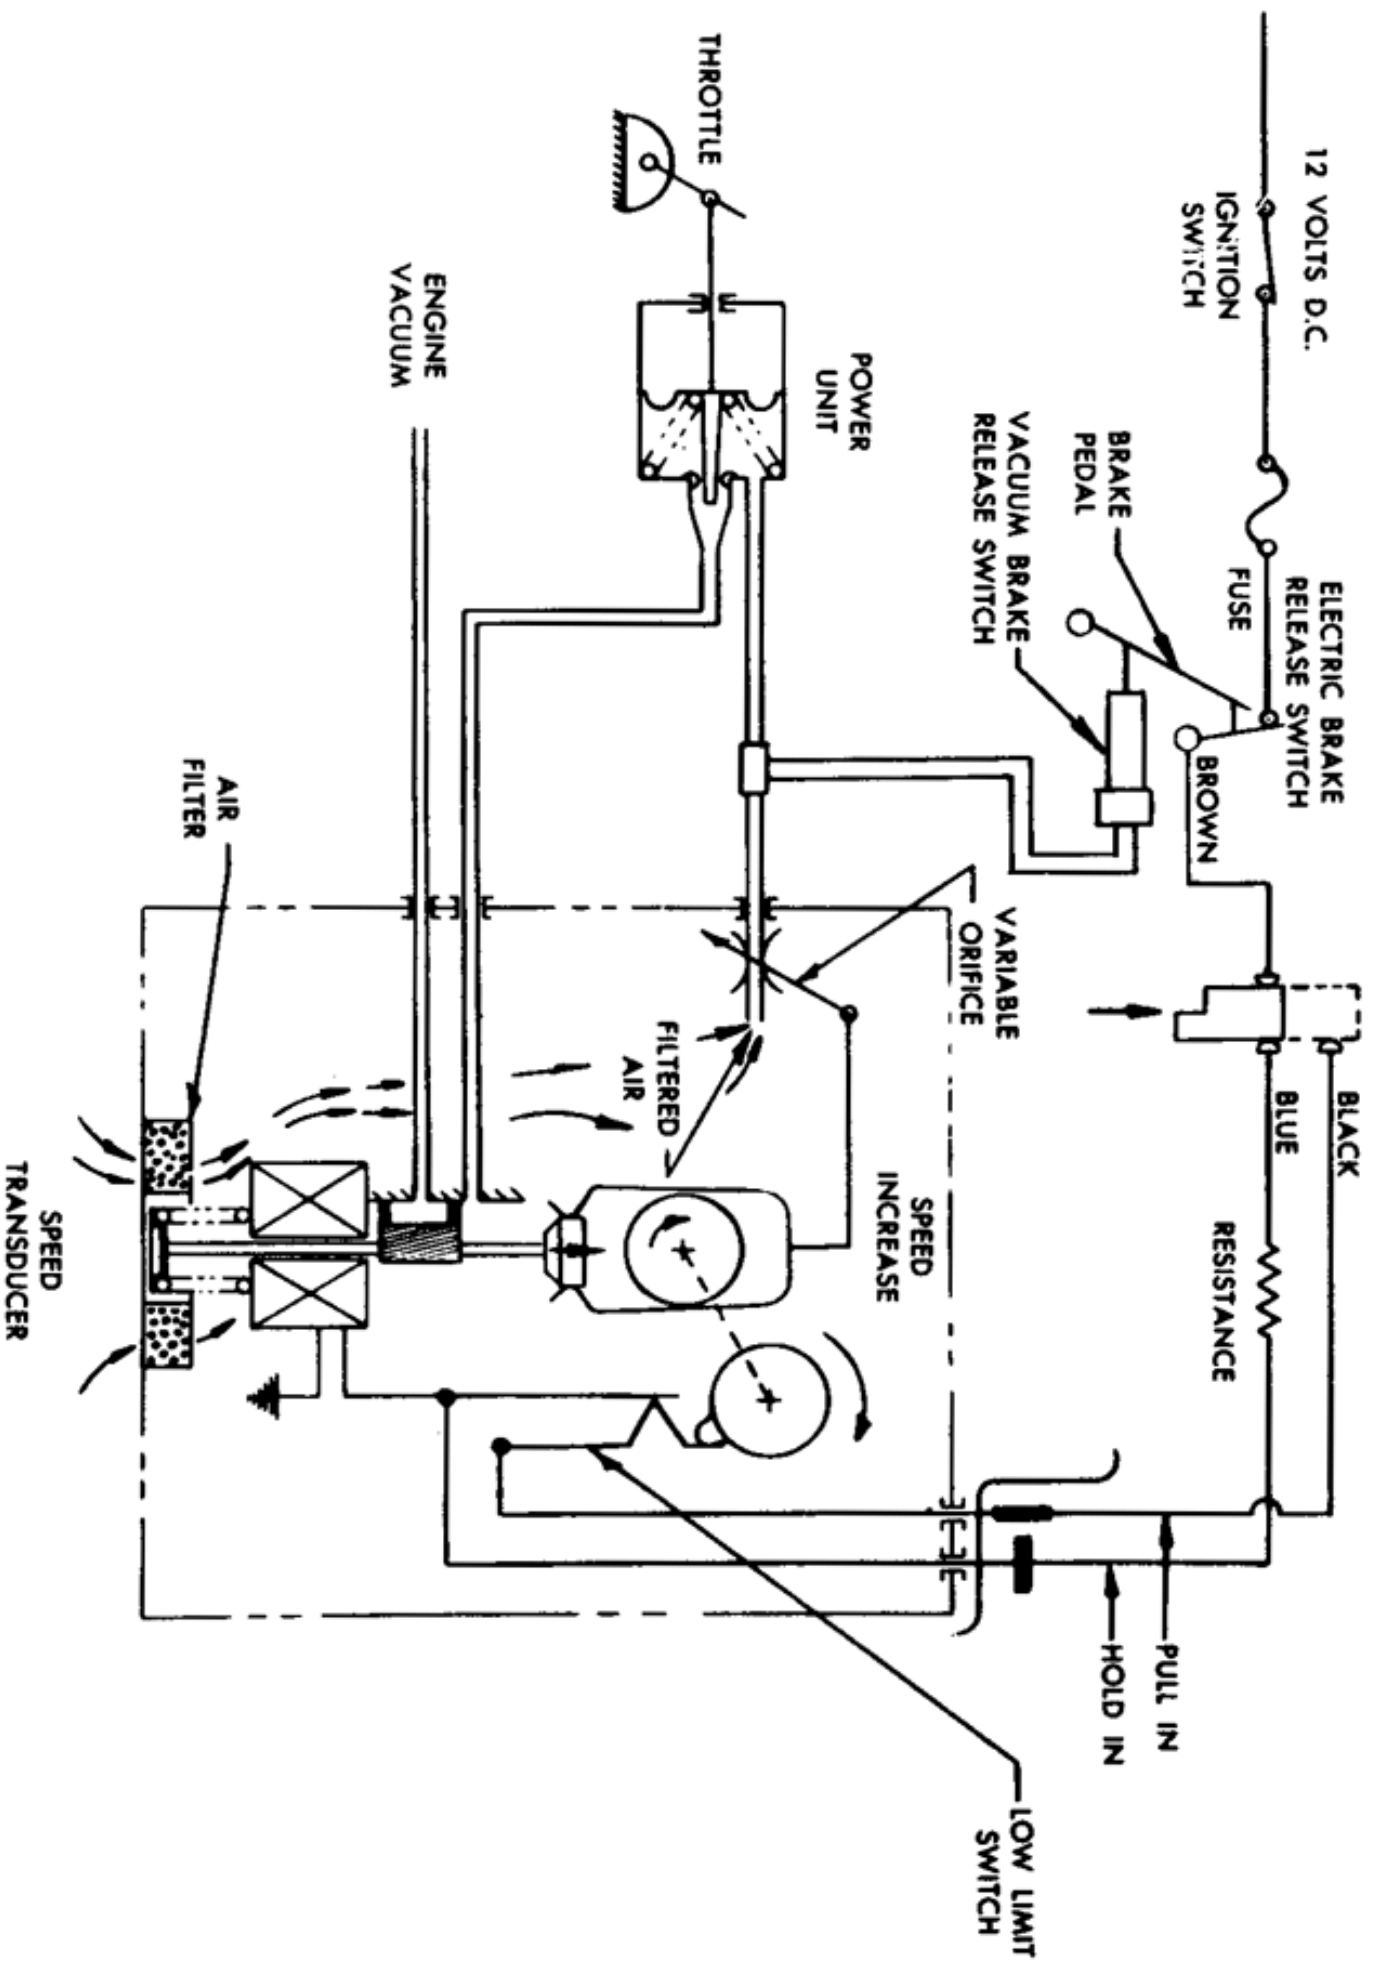 12 VOLTS D.C.
IGNITION
SWITCH
FUSE
ELECTRIC BRAKE
RELEASE SWITCH
BRAKE
PEDAL
VACUUM BRAKE
RELEASE SWITCH
BROWN
BLACK
BLUE
RESISTANCE
PULL IN
HOLD IN
LOW LIMIT
SWITCH
THROTTLE
POWER
UNIT
ENGINE
VACUUM
VARIABLE
ORIFICE
FILTERED
AIR
SPEED
INCREASE
AIR
FILTER
SPEED
TRANSDUCER